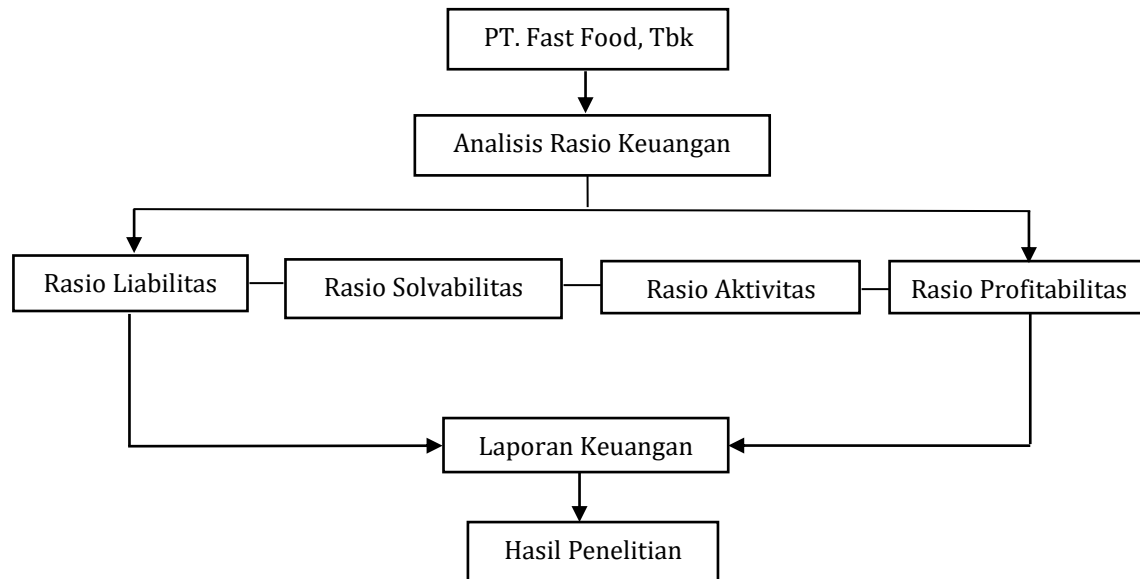 PT. Fast Food, Tbk
Analisis Rasio Keuangan
Rasio Liabilitas
Rasio Solvabilitas
Rasio Aktivitas
Rasio Profitabilitas
Laporan Keuangan
Hasil Penelitian